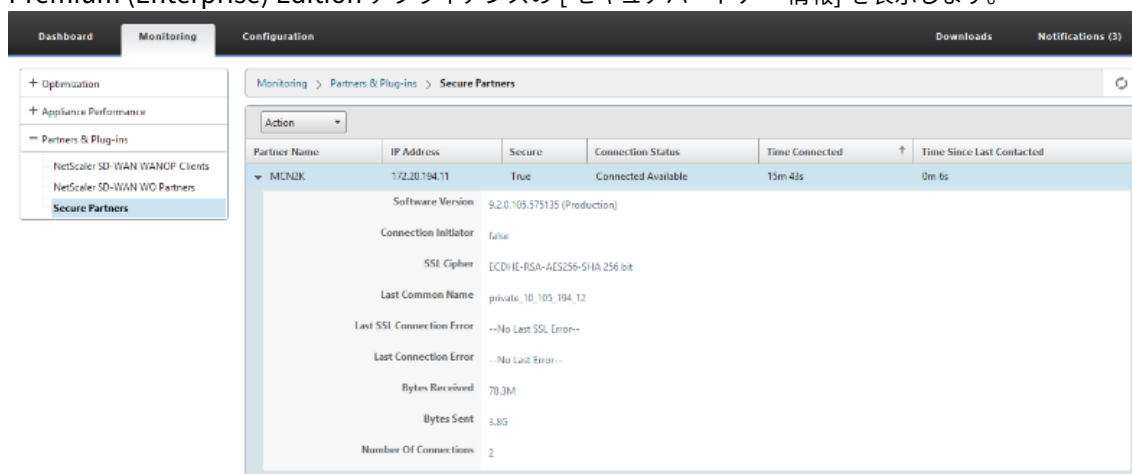 Premium (Enterprise) Edition アプライアンスの [セキュアパートナー情報] を表示します。
Dashboard Monitoring Configuration Downloads Notifications (3)
+ Optimization
+ Appliance Performance
− Partners & Plug-ins
NetScaler SD-WAN WANOP Clients
NetScaler SD-WAN WO Partners
Secure Partners
Monitoring > Partners & Plug-ins > Secure Partners
Action
Partner Name IP Address Secure Connection Status Time Connected ↑ Time Since Last Contacted
MCN2K 172.20.194.11 True Connected Available 15m 43s 0m 6s
Software Version 9.2.0.105.575135 (Production)
Connection Initiator false
SSL Cipher ECDHE-RSA-AES256-SHA 256 bit
Last Common Name private_10_105_194_12
Last SSL Connection Error --No Last SSL Error--
Last Connection Error --No Last Error--
Bytes Received 78.3M
Bytes Sent 3.8G
Number Of Connections 2